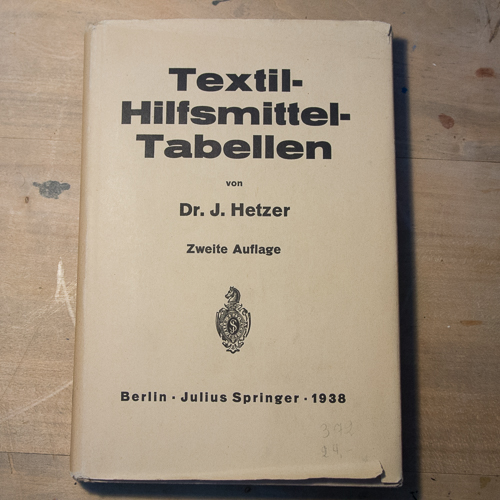 Textil-
Hilfsmittel-
Tabellen
von
Dr. J. Hetzer
Zweite Auflage
Berlin · Julius Springer · 1938